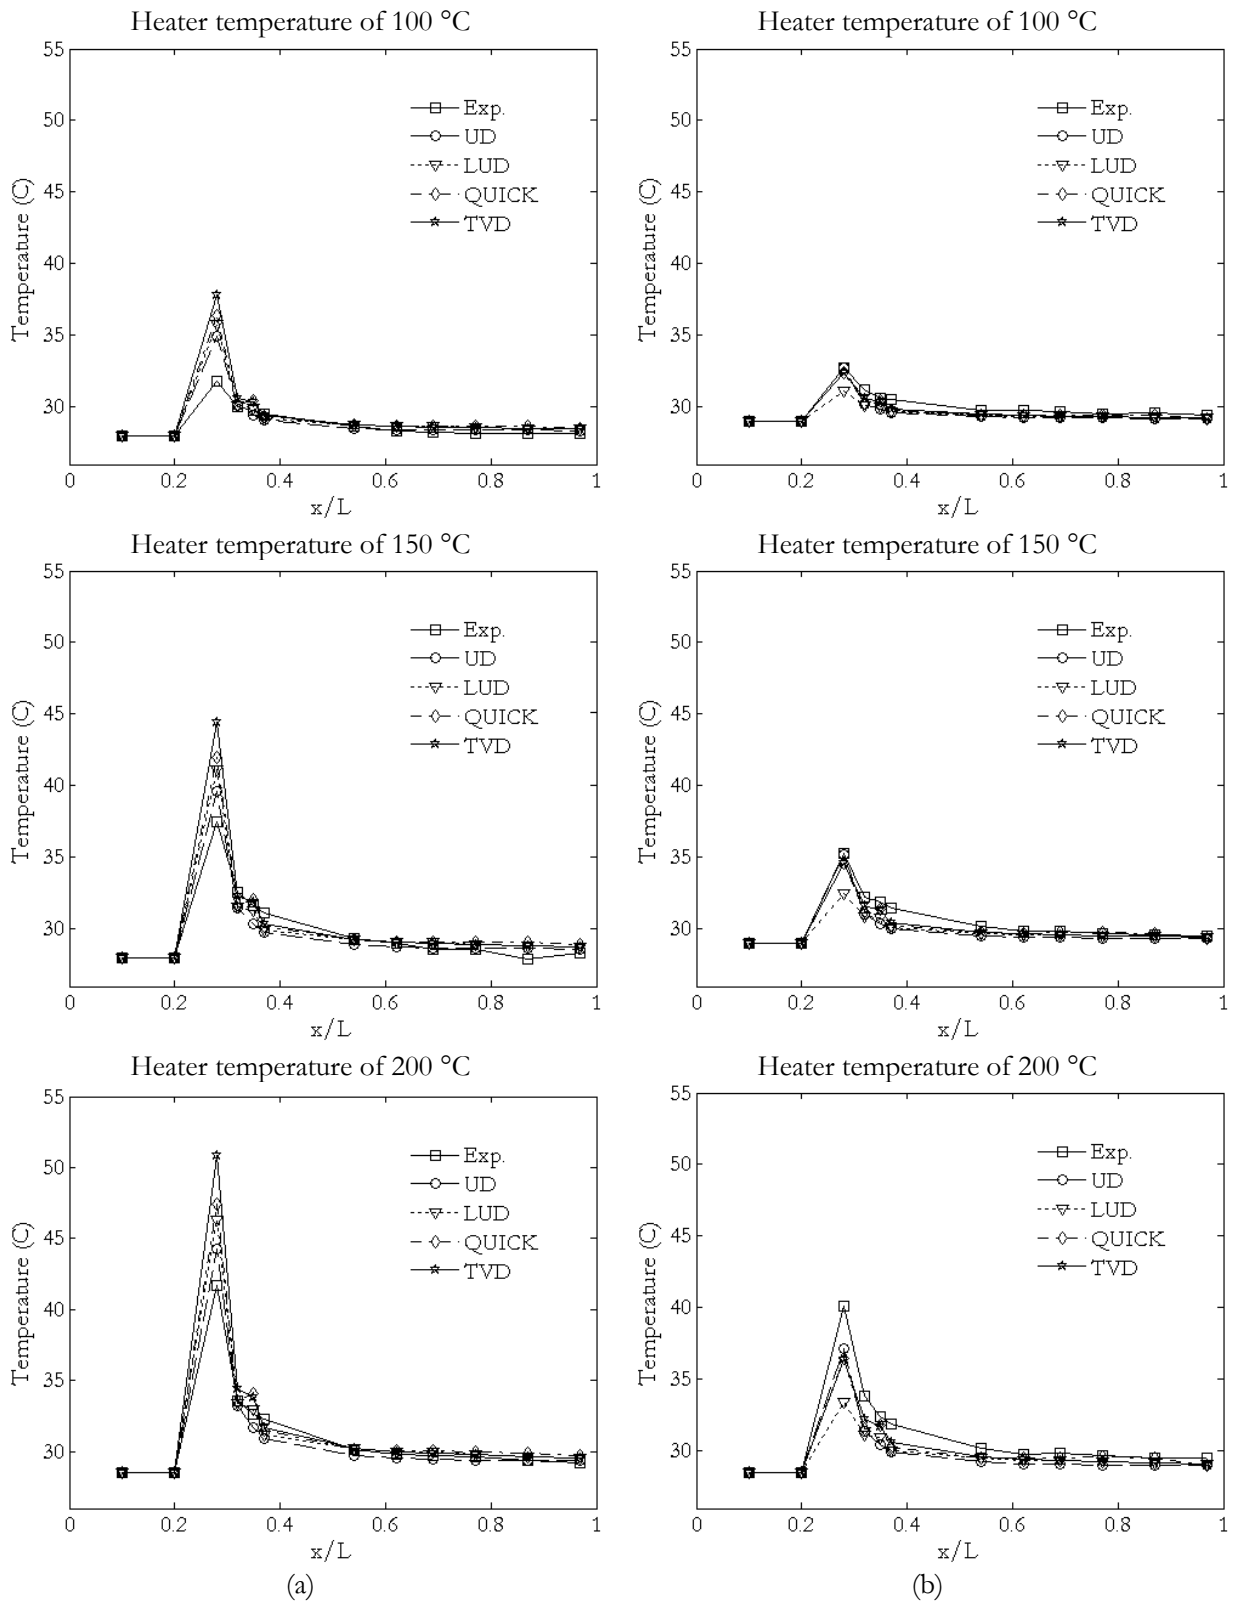 Heater temperature of 100 °C
55
50
45
40
35
30
Temperature (C)
Exp.
UD
LUD
QUICK
TVD
0 0.2 0.4 0.6 0.8 1
x/L
Heater temperature of 100 °C
55
50
45
40
35
30
Temperature (C)
Exp.
UD
LUD
QUICK
TVD
0 0.2 0.4 0.6 0.8 1
x/L
Heater temperature of 150 °C
55
50
45
40
35
30
Temperature (C)
Exp.
UD
LUD
QUICK
TVD
0 0.2 0.4 0.6 0.8 1
x/L
Heater temperature of 150 °C
55
50
45
40
35
30
Temperature (C)
Exp.
UD
LUD
QUICK
TVD
0 0.2 0.4 0.6 0.8 1
x/L
Heater temperature of 200 °C
55
50
45
40
35
30
Temperature (C)
Exp.
UD
LUD
QUICK
TVD
0 0.2 0.4 0.6 0.8 1
x/L
(a)
Heater temperature of 200 °C
55
50
45
40
35
30
Temperature (C)
Exp.
UD
LUD
QUICK
TVD
0 0.2 0.4 0.6 0.8 1
x/L
(b)